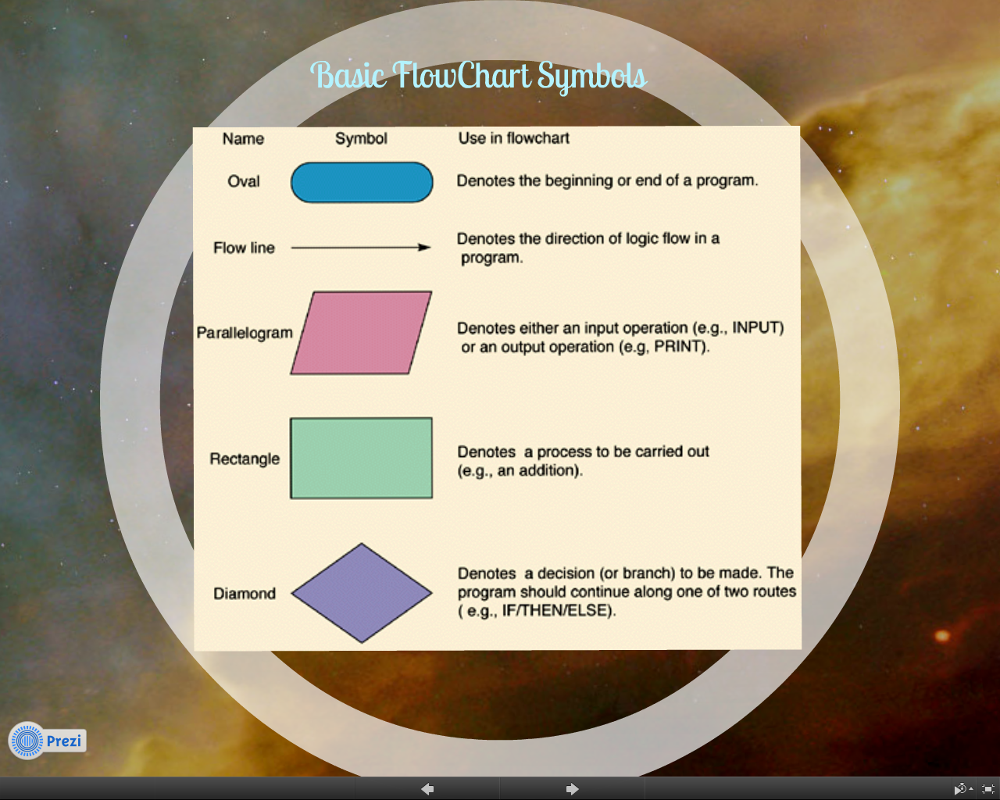 Basic FlowChart Symbols
Name Symbol Use in flowchart
Oval Denotes the beginning or end of a program.
Flow line Denotes the direction of logic flow in a
program.
Parallelogram Denotes either an input operation (e.g., INPUT)
or an output operation (e.g, PRINT).
Rectangle Denotes a process to be carried out
(e.g., an addition).
Diamond Denotes a decision (or branch) to be made. The
program should continue along one of two routes
( e.g., IF/THEN/ELSE).
Prezi